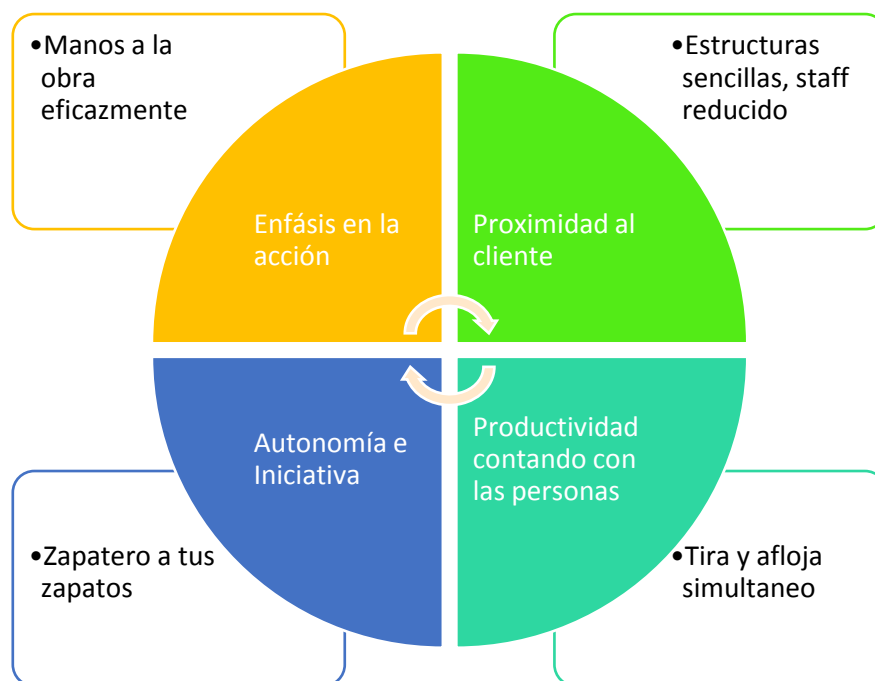 •Manos a la
obra
eficazmente
•Estructuras
sencillas, staff
reducido
Enfásis en la
acción
Proximidad al
cliente
Autonomía e
Iniciativa
Productividad
contando con
las personas
•Zapatero a tus
zapatos
•Tira y afloja
simultaneo